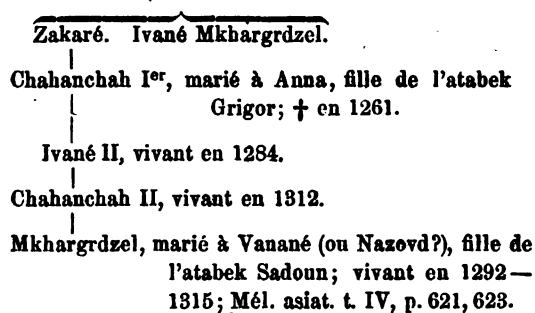 Zakaré. Ivané Mkhargrdzel.
Chahanchah Iᵉʳ, marié à Anna, fille de l'atabek
Grigor; † en 1261.
Ivané II, vivant en 1284.
Chahanchah II, vivant en 1312.
Mkhargrdzel, marié à Vanané (ou Nazovd?), fille de
l'atabek Sadoun; vivant en 1292—
1315; Mél. asiat. t. IV, p. 621, 623.